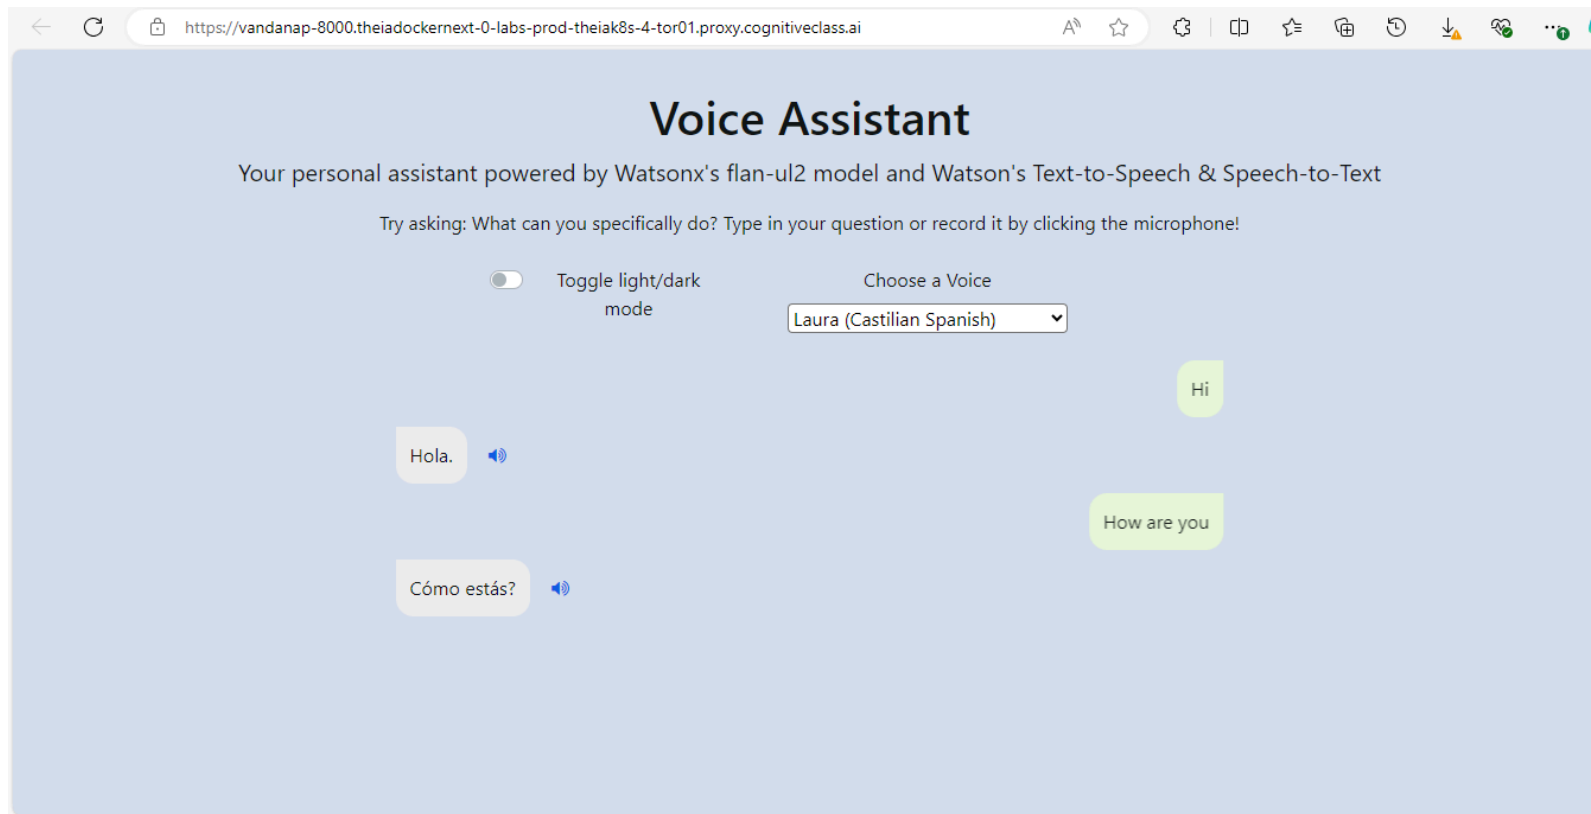 https://vandanap-8000.theiadockernext-0-labs-prod-theiak8s-4-tor01.proxy.cognitiveclass.ai
Voice Assistant
Your personal assistant powered by Watsonx's flan-ul2 model and Watson's Text-to-Speech & Speech-to-Text
Try asking: What can you specifically do? Type in your question or record it by clicking the microphone!
Toggle light/dark
mode
Choose a Voice
Laura (Castilian Spanish)
Hi
Hola.
How are you
Cómo estás?